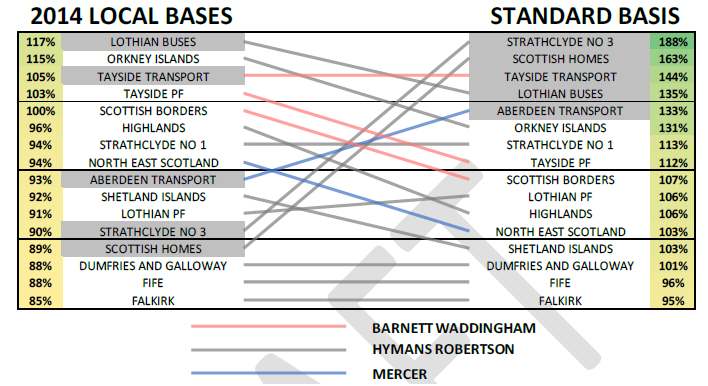 2014 LOCAL BASES STANDARD BASIS
117% LOTHIAN BUSES STRATHCLYDE NO 3 188%
115% ORKNEY ISLANDS SCOTTISH HOMES 163%
105% TAYSIDE TRANSPORT TAYSIDE TRANSPORT 144%
103% TAYSIDE PF LOTHIAN BUSES 135%
100% SCOTTISH BORDERS ABERDEEN TRANSPORT 133%
96% HIGHLANDS ORKNEY ISLANDS 131%
94% STRATHCLYDE NO 1 STRATHCLYDE NO 1 113%
94% NORTH EAST SCOTLAND TAYSIDE PF 112%
93% ABERDEEN TRANSPORT SCOTTISH BORDERS 107%
92% SHETLAND ISLANDS LOTHIAN PF 106%
91% LOTHIAN PF HIGHLANDS 106%
90% STRATHCLYDE NO 3 NORTH EAST SCOTLAND 103%
89% SCOTTISH HOMES SHETLAND ISLANDS 103%
88% DUMFRIES AND GALLOWAY DUMFRIES AND GALLOWAY 101%
88% FIFE FIFE 96%
85% FALKIRK FALKIRK 95%
BARNETT WADDINGHAM
HYMANS ROBERTSON
MERCER